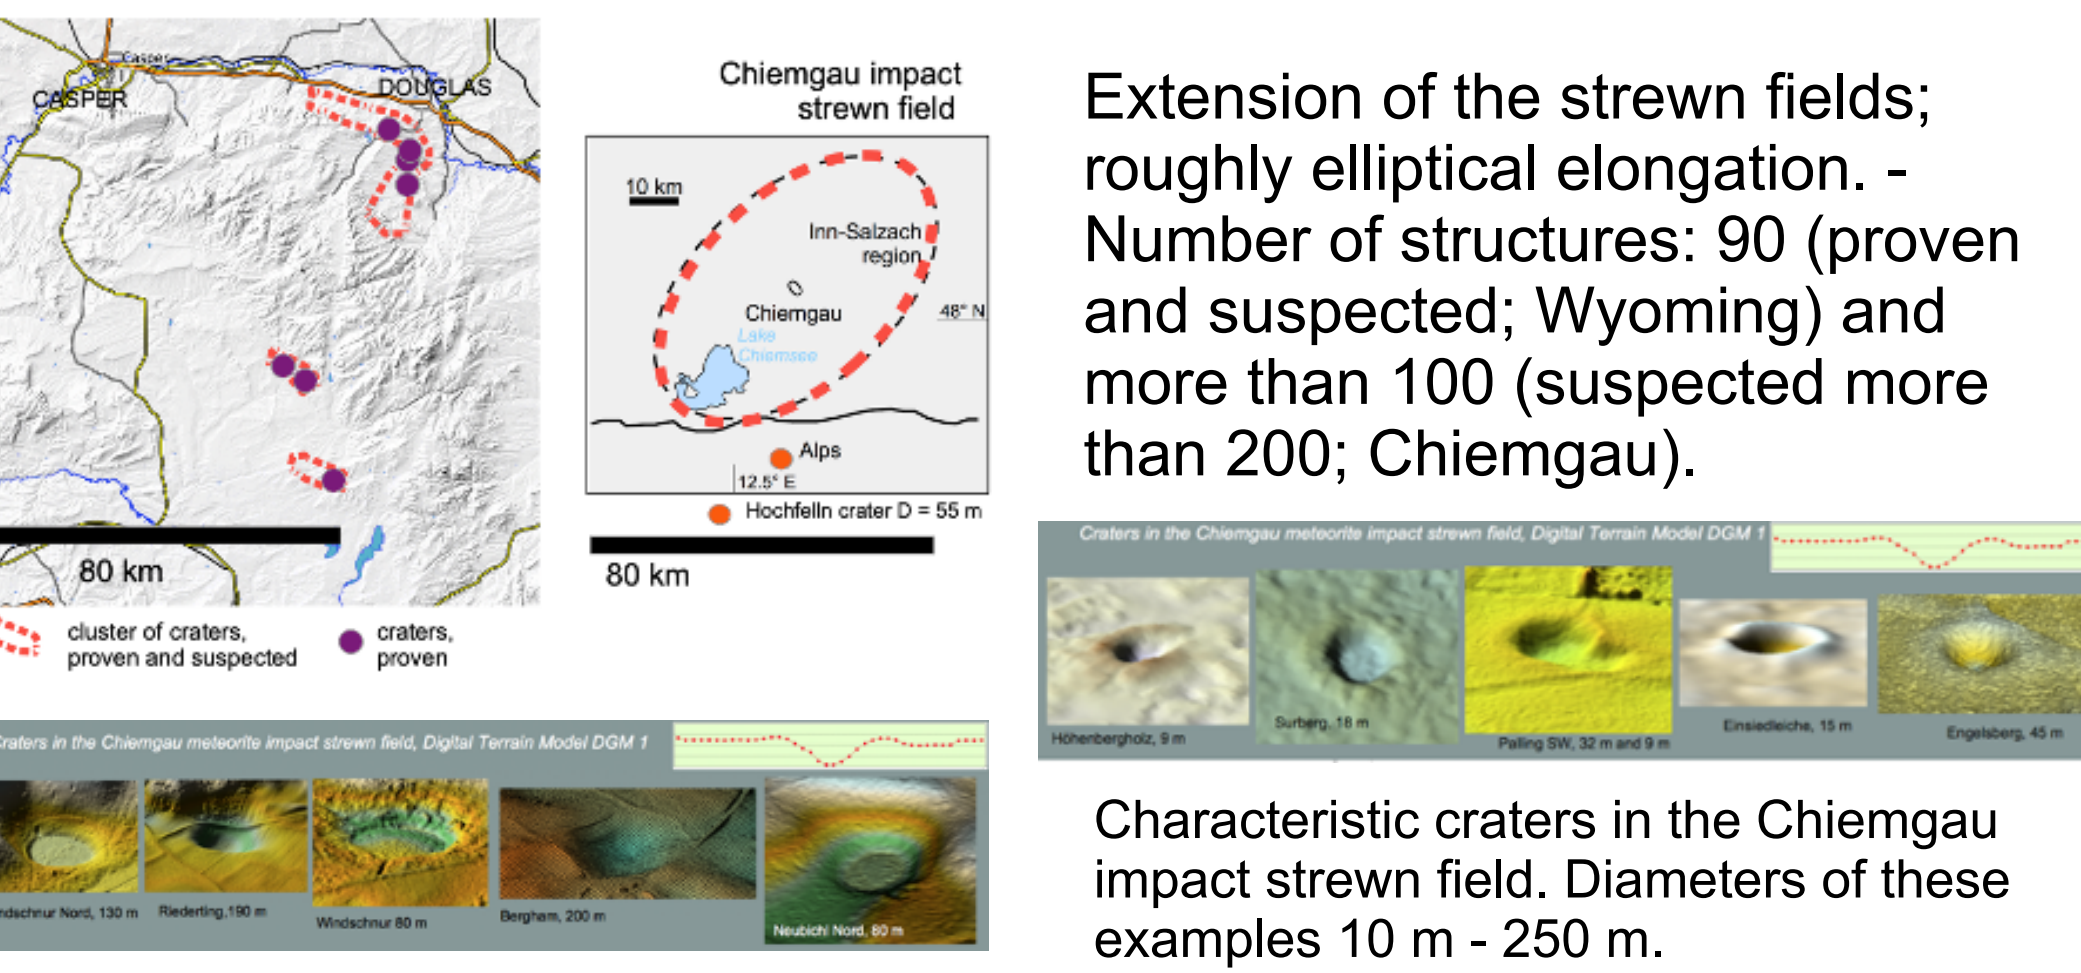 Casper
CASPER
DOUGLAS
80 km
cluster of craters,
proven and suspected
craters,
proven
Chiemgau impact
strewn field
10 km
Inn-Salzach
region
Chiemgau
48° N
Lake
Chiemsee
Alps
12.5° E
Hochfelln crater D = 55 m
80 km
Extension of the strewn fields;
roughly elliptical elongation. -
Number of structures: 90 (proven
and suspected; Wyoming) and
more than 100 (suspected more
than 200; Chiemgau).
Craters in the Chiemgau meteorite impact strewn field, Digital Terrain Model DGM 1
Höhenbergholz, 9 m
Surberg, 18 m
Palling SW, 32 m and 9 m
Einsiedleiche, 15 m
Engelsberg, 45 m
raters in the Chiemgau meteorite impact strewn field, Digital Terrain Model DGM 1
ndschnur Nord, 130 m
Riederting,190 m
Windschnur 80 m
Bergham, 200 m
Neubichl Nord, 80 m
Characteristic craters in the Chiemgau
impact strewn field. Diameters of these
examples 10 m - 250 m.